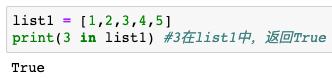 list1 = [1,2,3,4,5]
print(3 in list1) #3在list1中, 返回True
True